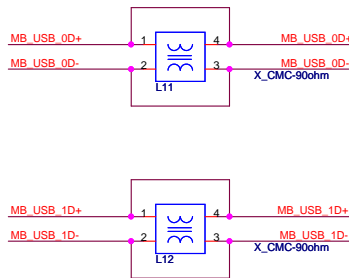 MB_USB_0D+ 1 4 MB_USB_0D+
MB_USB_0D- 2 3 MB_USB_0D-
L11 X_CMC-90ohm
MB_USB_1D+ 1 4 MB_USB_1D+
MB_USB_1D- 2 3 MB_USB_1D-
L12 X_CMC-90ohm